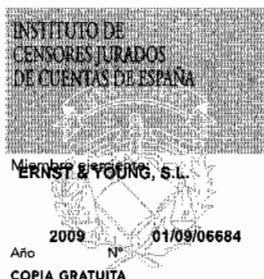 INSTITUTO DE
CENSORES JURADOS
DE CUENTAS DE ESPAÑA
Miembro ejerciente:
ERNST & YOUNG, S.L.
2009 01/09/06684
Año Nº
COPIA GRATUITA